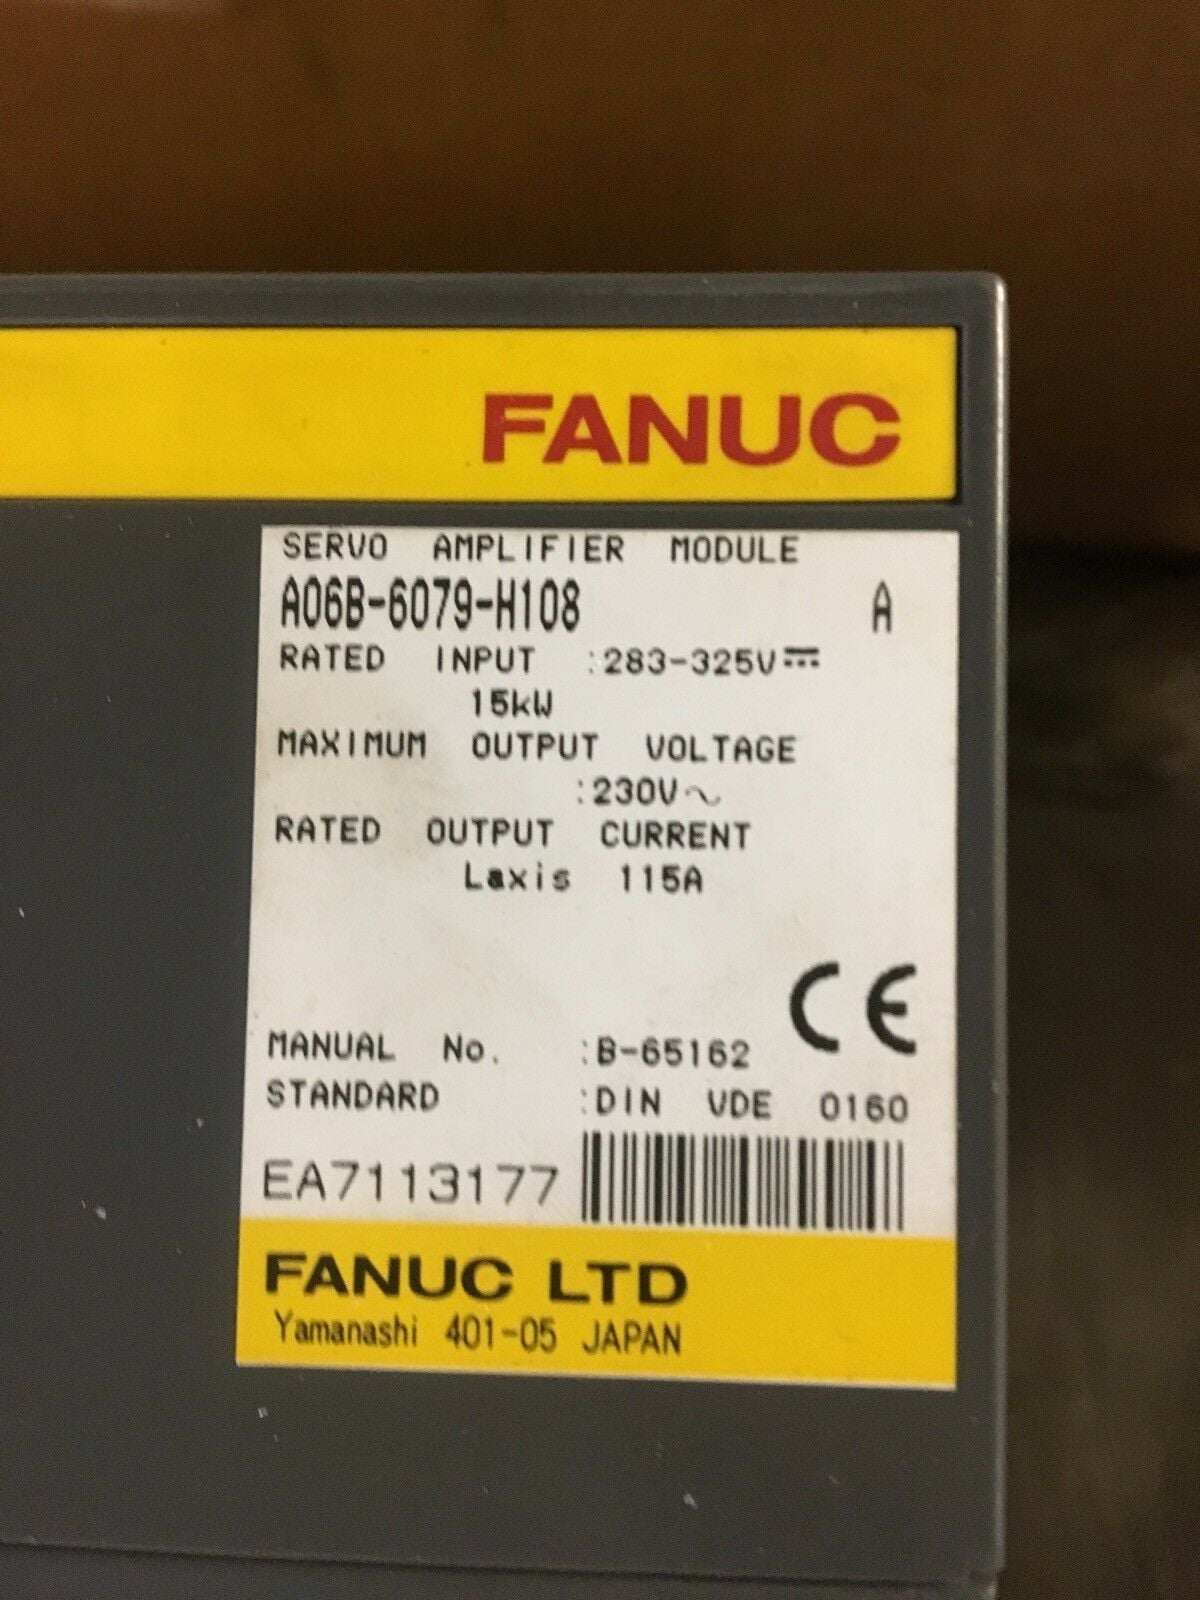 FANUC
SERVO AMPLIFIER MODULE
A06B-6079-H108 A
RATED INPUT :283-325V⎓
15kW
MAXIMUM OUTPUT VOLTAGE
:230V~
RATED OUTPUT CURRENT
Laxis 115A
CE
MANUAL No. :B-65162
STANDARD :DIN VDE 0160
EA7113177
FANUC LTD
Yamanashi 401-05 JAPAN